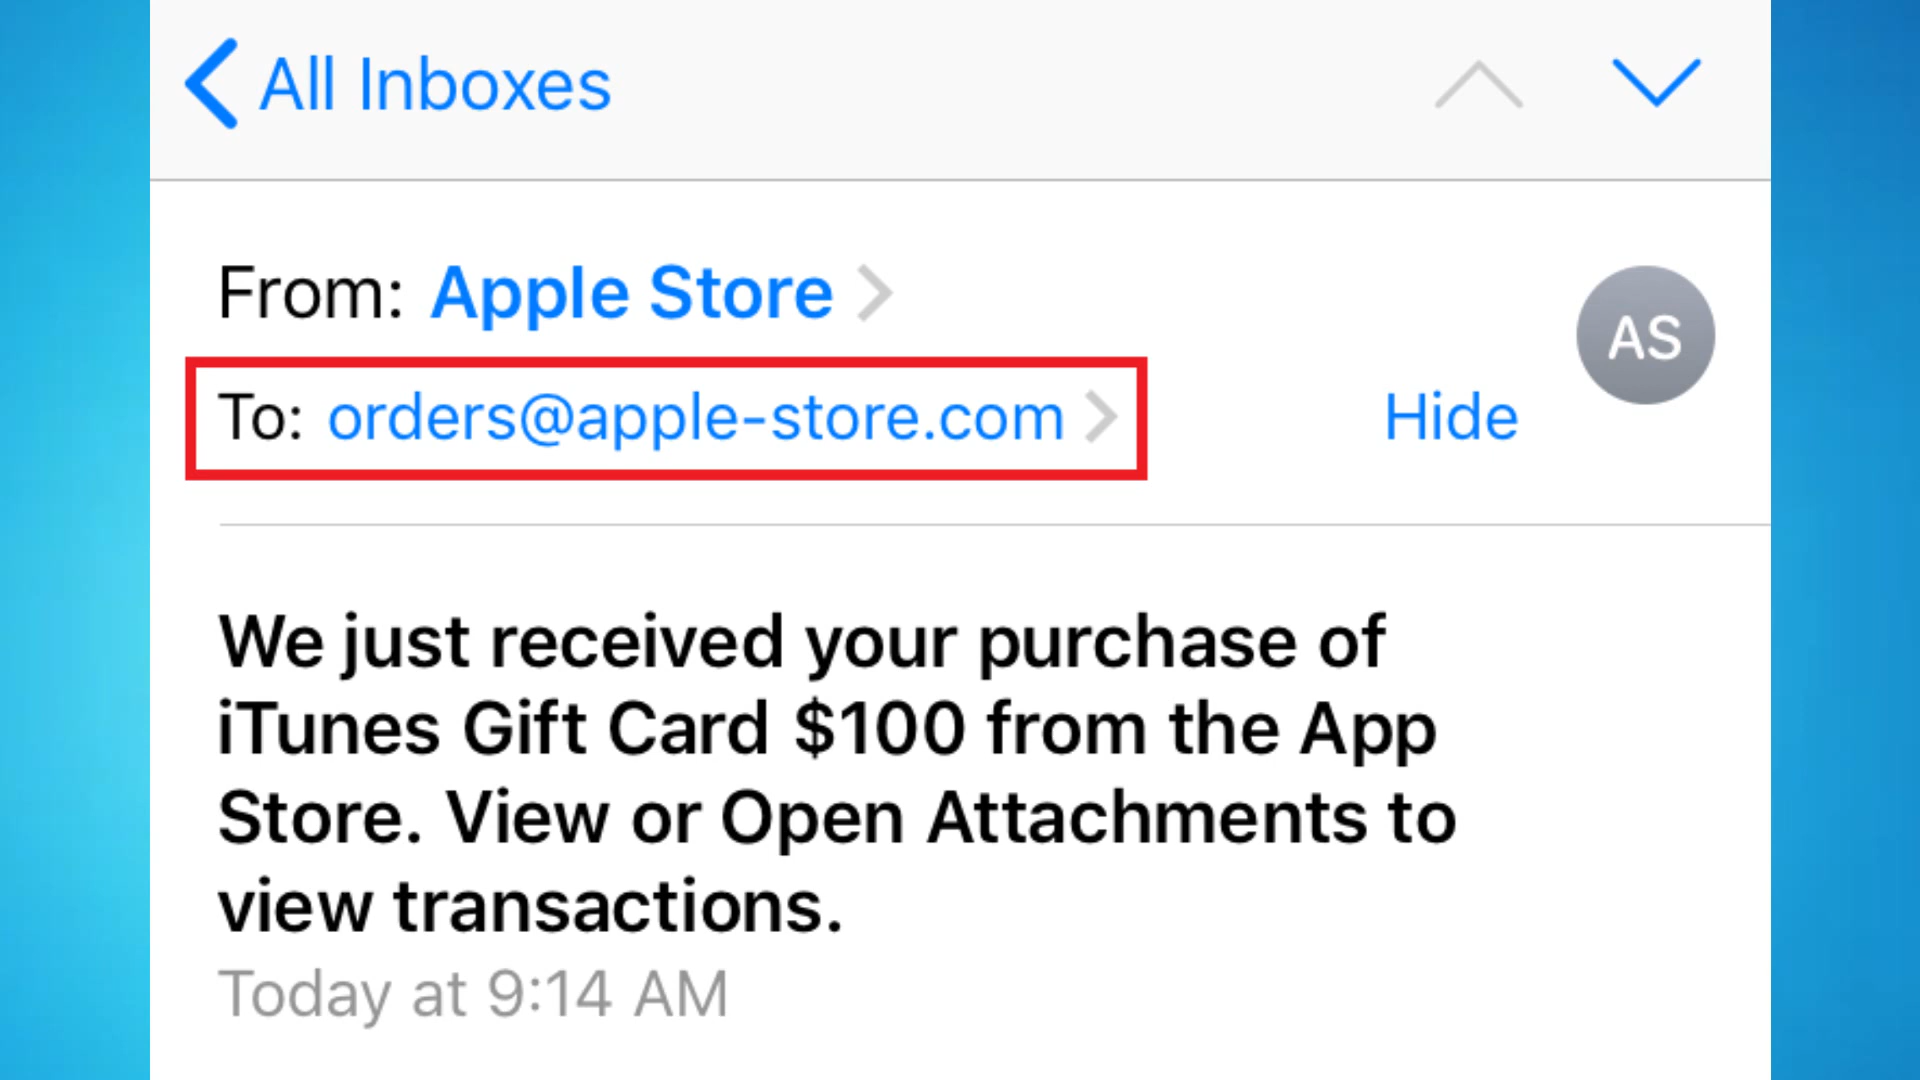 All Inboxes
From: Apple Store
AS
To: orders@apple-store.com
Hide
We just received your purchase of
iTunes Gift Card $100 from the App
Store. View or Open Attachments to
view transactions.
Today at 9:14 AM